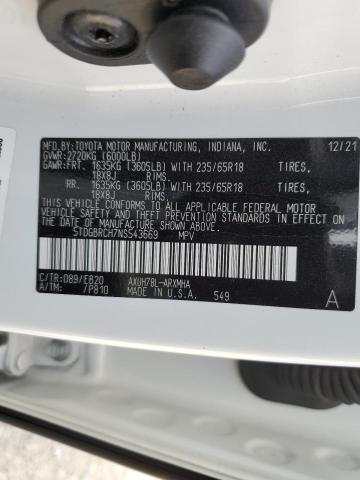 MFD. BY: TOYOTA MOTOR MANUFACTURING, INDIANA, INC. 12/21
GVWR: 2720KG (6000LB)
GAWR: FRT. 1635KG (3605LB) WITH 235/65R18 TIRES,
18X8J RIMS.
RR. 1635KG (3605LB) WITH 235/65R18 TIRES,
18X8J RIMS.
THIS VEHICLE CONFORMS TO ALL APPLICABLE FEDERAL MOTOR
VEHICLE SAFETY AND THEFT PREVENTION STANDARDS IN EFFECT
ON THE DATE OF MANUFACTURE SHOWN ABOVE.
5TDGBRCH7NS543669 MPV
C/TR: 089/EB20 AXUH78L-ARXMHA
A/TM: /P810 MADE IN U.S.A. 549 A